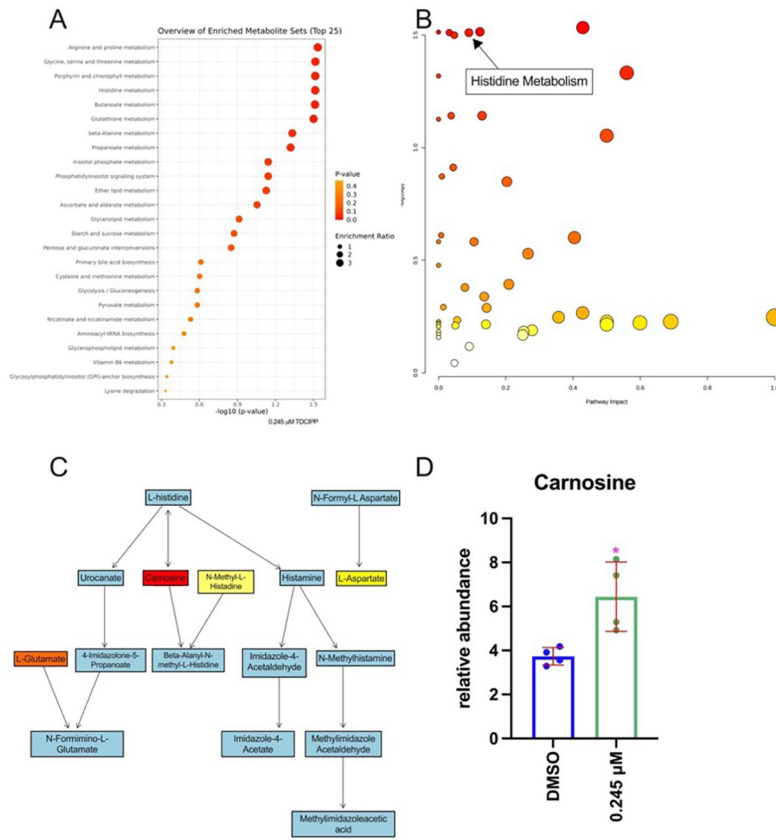 A
Overview of Enriched Metabolite Sets (Top 25)
Arginine and proline metabolism
Glycine, serine and threonine metabolism
Porphyrin and chlorophyll metabolism
Histidine metabolism
Butanoate metabolism
Glutathione metabolism
beta-Alanine metabolism
Propanoate metabolism
Inositol phosphate metabolism
Phosphatidylinositol signaling system
Ether lipid metabolism
Ascorbate and aldarate metabolism
Glycerolipid metabolism
Starch and sucrose metabolism
Pentose and glucuronate interconversions
Primary bile acid biosynthesis
Cysteine and methionine metabolism
Glycolysis / Gluconeogenesis
Pyruvate metabolism
Nicotinate and nicotinamide metabolism
Aminoacyl-tRNA biosynthesis
Glycerophospholipid metabolism
Vitamin B6 metabolism
Glycosylphosphatidylinositol (GPI)-anchor biosynthesis
Lysine degradation
0.3 0.6 0.9 1.2 1.5
-log10 (p-value)
0.245 µM TDCIPP
P-value
0.4
0.3
0.2
0.1
0.0
Enrichment Ratio
1
2
3
B
1.5
1.0
0.5
0.0
Histidine Metabolism
0.0 0.2 0.4 0.6 0.8 1.0
Pathway Impact
C
L-histidine
N-Formyl-L Aspartate
Urocanate
Carnosine
N-Methyl-L-
Histadine
Histamine
L-Aspartate
L-Glutamate
4-Imidazolone-5-
Propanoate
Beta-Alanyl-N-
methyl-L-Histidine
Imidazole-4-
Acetaldehyde
N-Methylhistamine
N-Formimino-L-
Glutamate
Imidazole-4-
Acetate
Methylimidazole
Acetaldehyde
Methylimidazoleacetic
acid
D
Carnosine
relative abundance
10
8
6
4
2
0
*
DMSO
0.245 µM